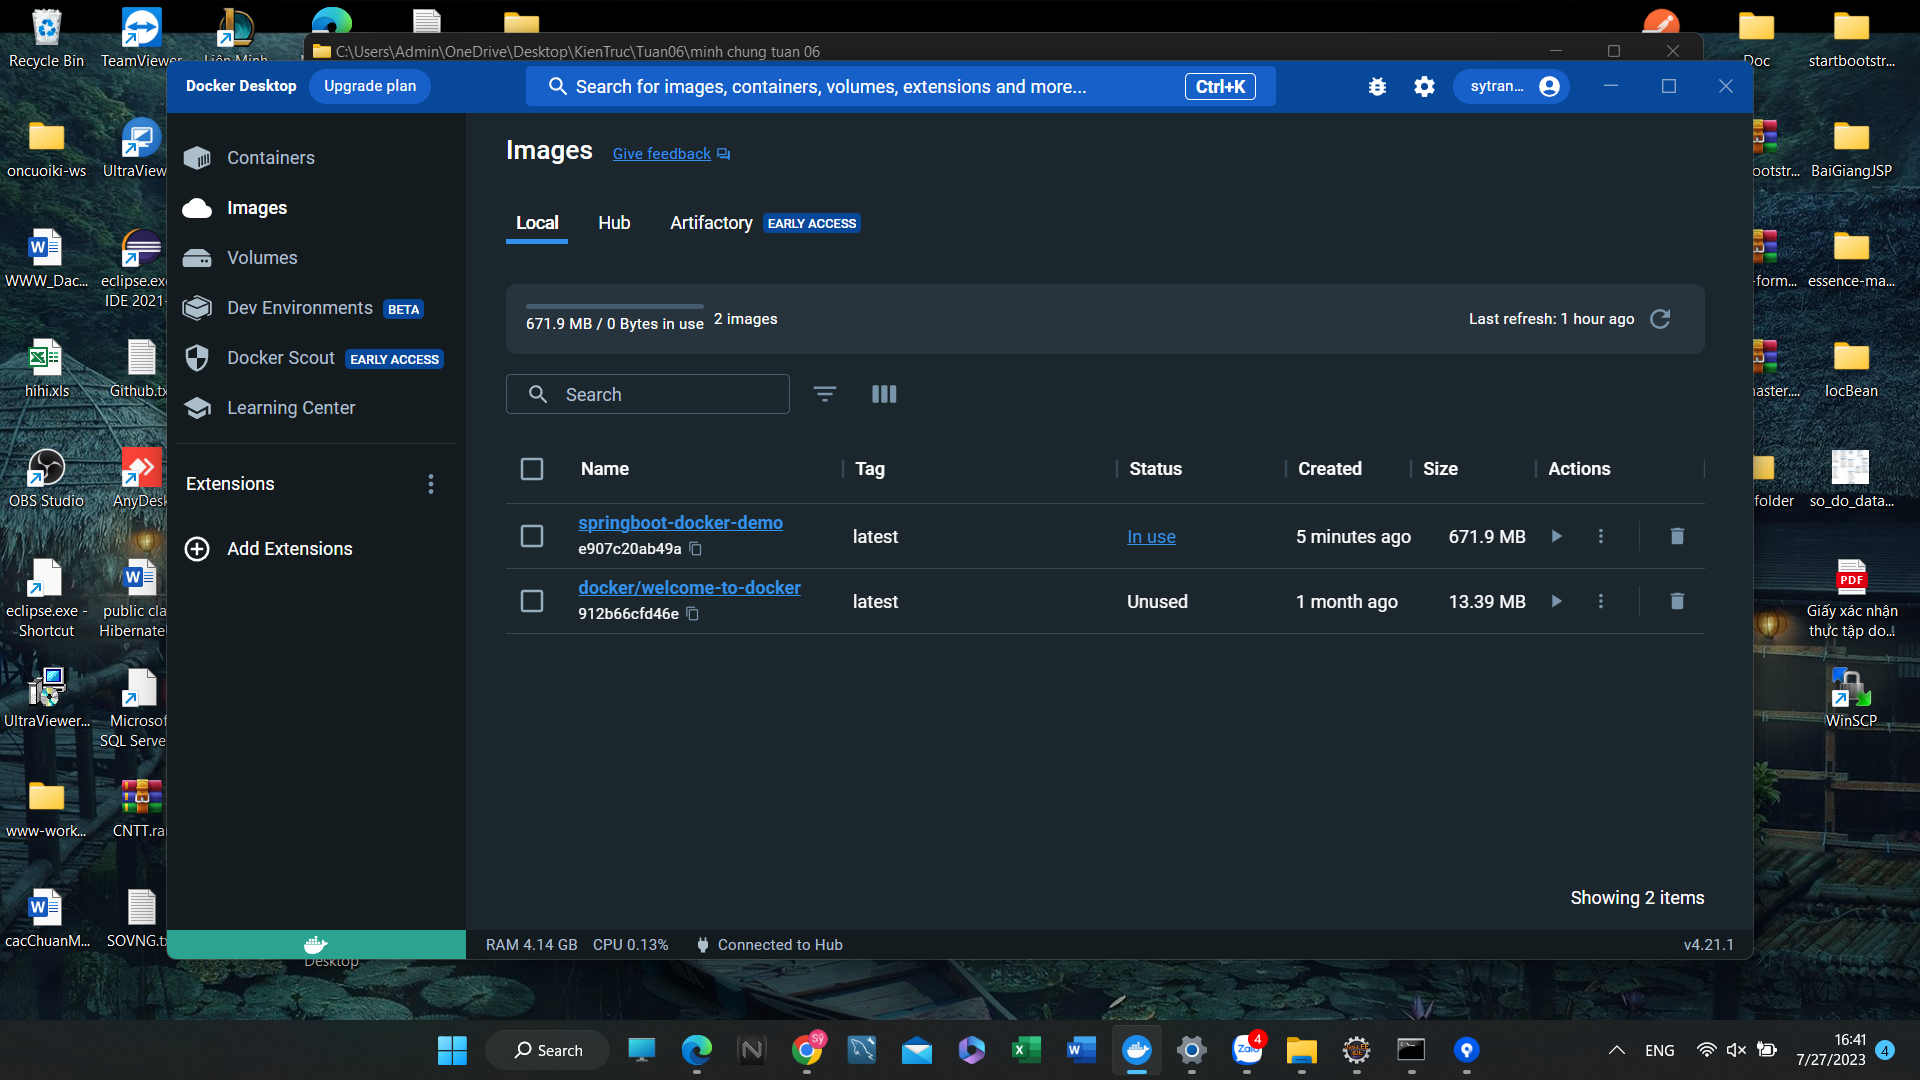 Recycle Bin
TeamViewer
C:\Users\Admin\OneDrive\Desktop\KienTruc\Tuan06\minh chung tuan 06
Doc
startbootstr...
Docker Desktop
Upgrade plan
Search for images, containers, volumes, extensions and more...
Ctrl+K
sytran...
Containers
Images
Volumes
Dev Environments BETA
Docker Scout EARLY ACCESS
Learning Center
Extensions
Add Extensions
Images
Give feedback
Local
Hub
Artifactory EARLY ACCESS
671.9 MB / 0 Bytes in use
2 images
Last refresh: 1 hour ago
Search
Name
Tag
Status
Created
Size
Actions
springboot-docker-demo
e907c20ab49a
latest
In use
5 minutes ago
671.9 MB
docker/welcome-to-docker
912b66cfd46e
latest
Unused
1 month ago
13.39 MB
Showing 2 items
RAM 4.14 GB
CPU 0.13%
Connected to Hub
v4.21.1
oncuoiki-ws
UltraView
WWW_Dac...
eclipse.exe
IDE 2021-
hihi.xls
Github.tx
OBS Studio
AnyDesk
eclipse.exe -
Shortcut
public cla
Hibernate
UltraViewer...
Microsof
SQL Serve
www-work...
CNTT.ra
cacChuanM...
SOVNG.tx
Desktop
ootstr...
BaiGiangJSP
-form...
essence-ma...
master....
locBean
folder
so_do_data...
PDF
Giấy xác nhận
thực tập do...
WinSCP
Search
Sỹ
Zalo
4
ENG
16:41
7/27/2023
4